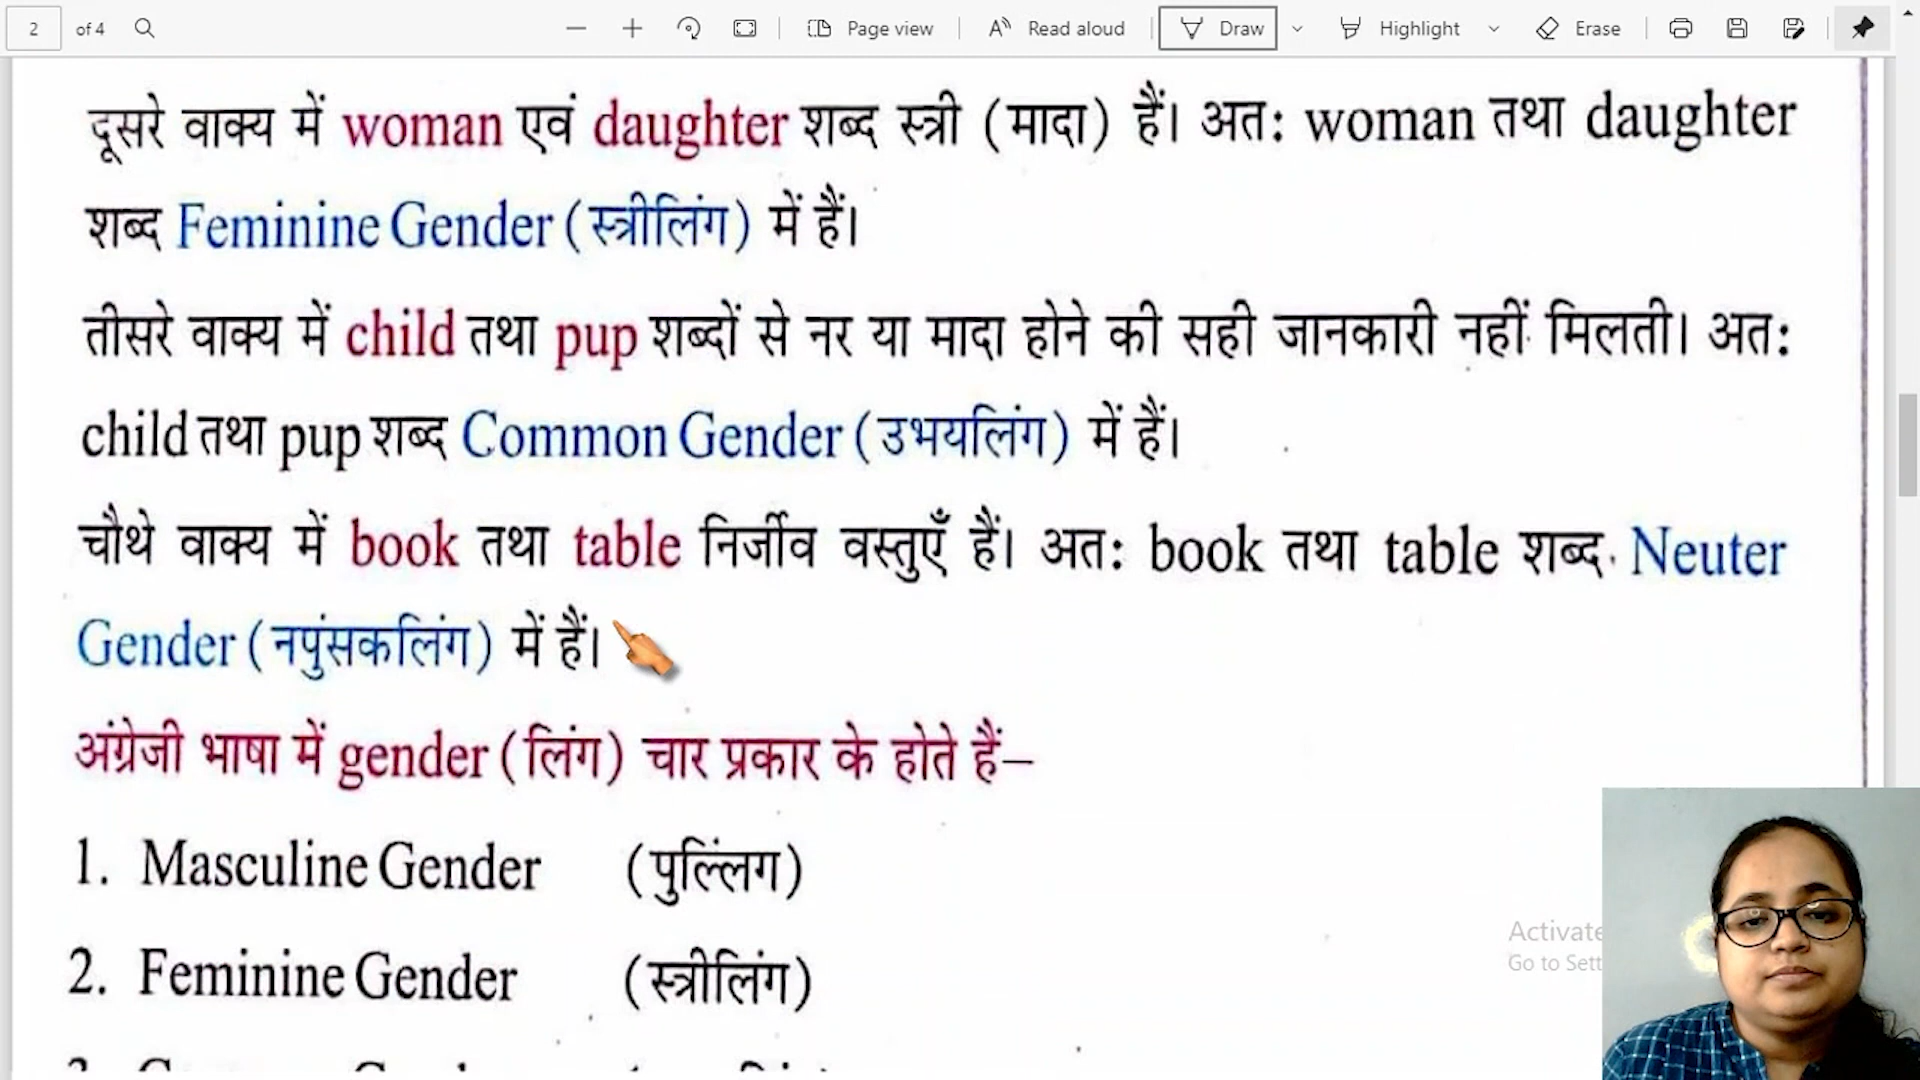 2 of 4 Page view Read aloud Draw Highlight Erase
दूसरे वाक्य में woman एवं daughter शब्द स्त्री (मादा) हैं। अतः woman तथा daughter
शब्द Feminine Gender (स्त्रीलिंग) में हैं।
तीसरे वाक्य में child तथा pup शब्दों से नर या मादा होने की सही जानकारी नहीं मिलती। अतः
child तथा pup शब्द Common Gender (उभयलिंग) में हैं।
चौथे वाक्य में book तथा table निर्जीव वस्तुएँ हैं। अतः book तथा table शब्द Neuter
Gender (नपुंसकलिंग) में हैं।
अंग्रेजी भाषा में gender (लिंग) चार प्रकार के होते हैं–
1. Masculine Gender (पुल्लिंग)
2. Feminine Gender (स्त्रीलिंग)
Activate
Go to Sett